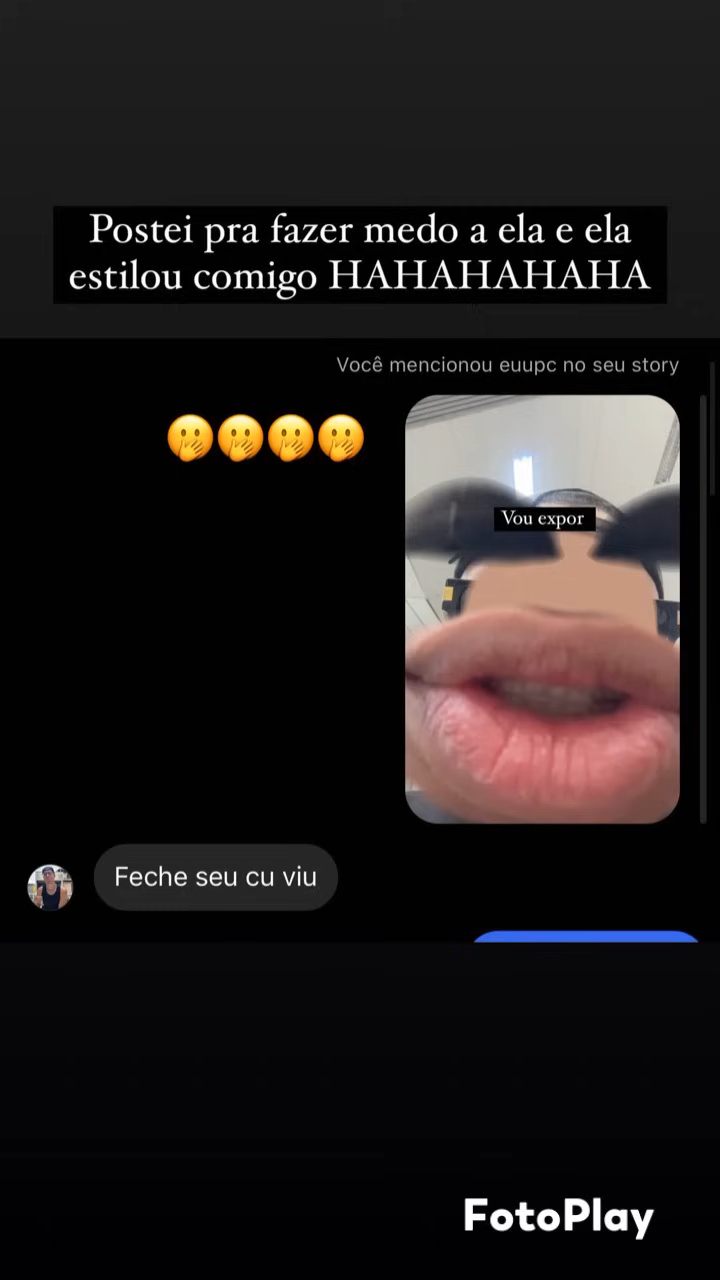 Postei pra fazer medo a ela e ela
estilou comigo HAHAHAHAHA
Você mencionou euupc no seu story
🤭🤭🤭🤭
Vou expor
Feche seu cu viu
FotoPlay